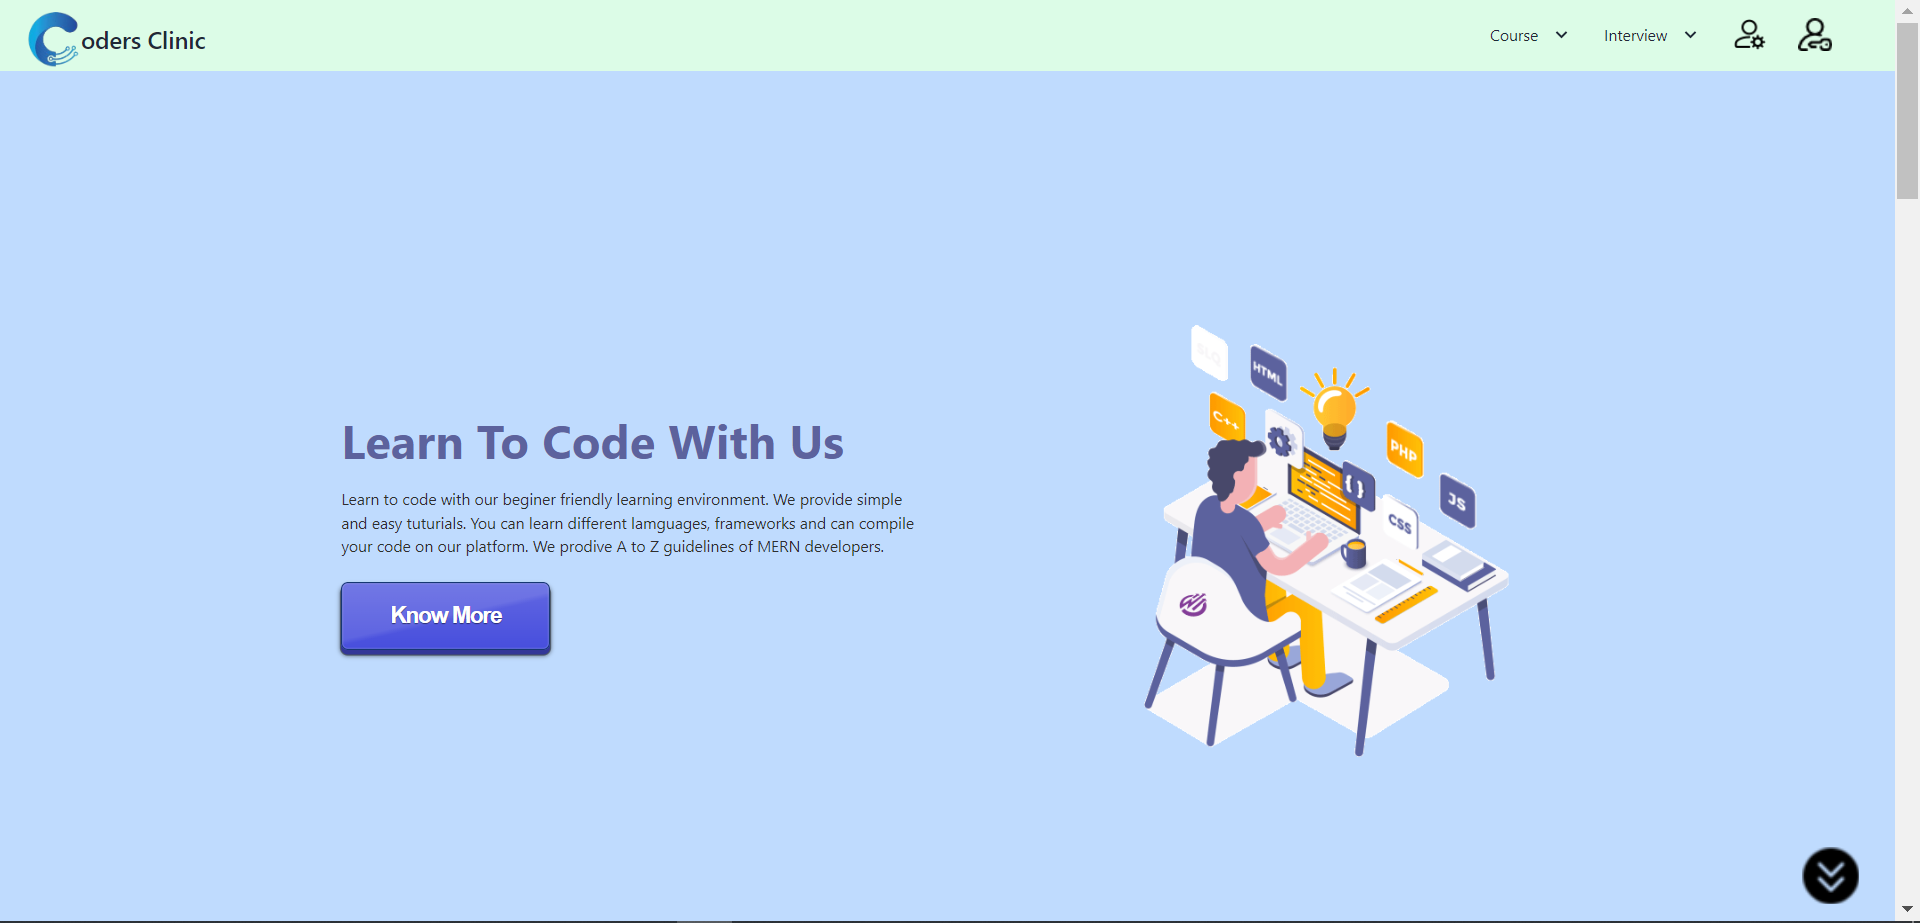 oders Clinic
Course
Interview
HTML
C++
PHP
{ }
JS
CSS
Learn To Code With Us
Learn to code with our beginer friendly learning environment. We provide simple
and easy tuturials. You can learn different lamguages, frameworks and can compile
your code on our platform. We prodive A to Z guidelines of MERN developers.
Know More